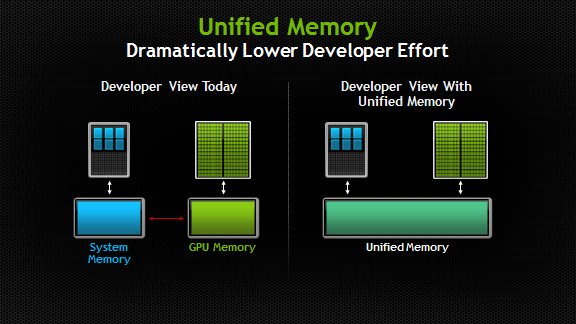 Unified Memory
Dramatically Lower Developer Effort
Developer View Today
Developer View With
Unified Memory
System
Memory
GPU Memory
Unified Memory